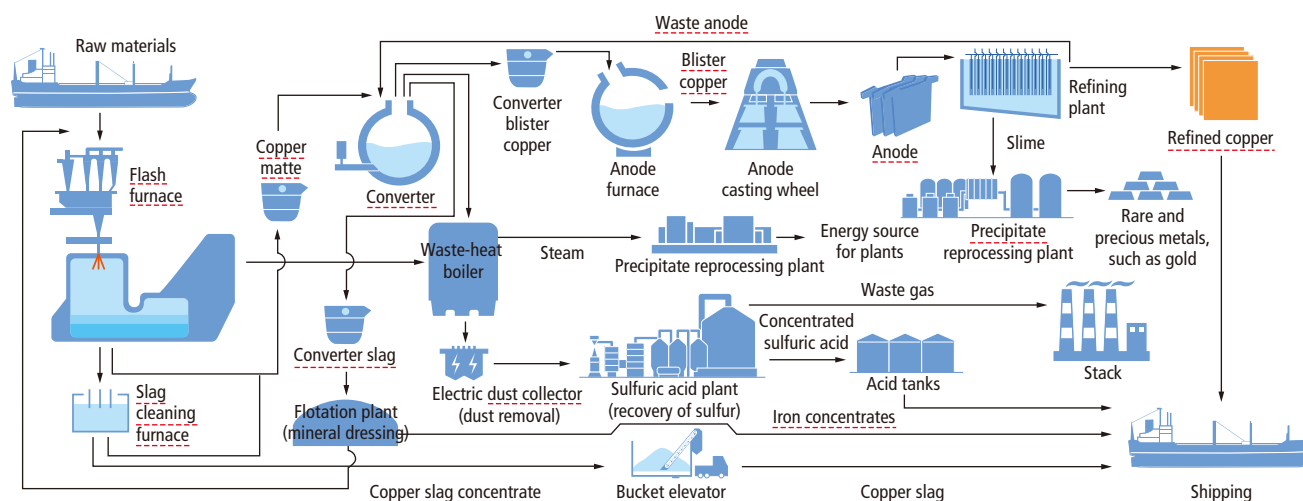 Waste anode
Raw materials
Blister
copper
Converter
blister
copper
Refining
plant
Copper
matte
Flash
furnace
Converter
Anode
furnace
Anode
casting wheel
Anode
Slime
Refined copper
Waste-heat
boiler
Steam
Precipitate reprocessing plant
Energy source
for plants
Precipitate
reprocessing plant
Rare and
precious metals,
such as gold
Waste gas
Concentrated
sulfuric acid
Converter slag
Electric dust collector
(dust removal)
Sulfuric acid plant
(recovery of sulfur)
Acid tanks
Stack
Slag
cleaning
furnace
Flotation plant
(mineral dressing)
Iron concentrates
Copper slag concentrate
Bucket elevator
Copper slag
Shipping